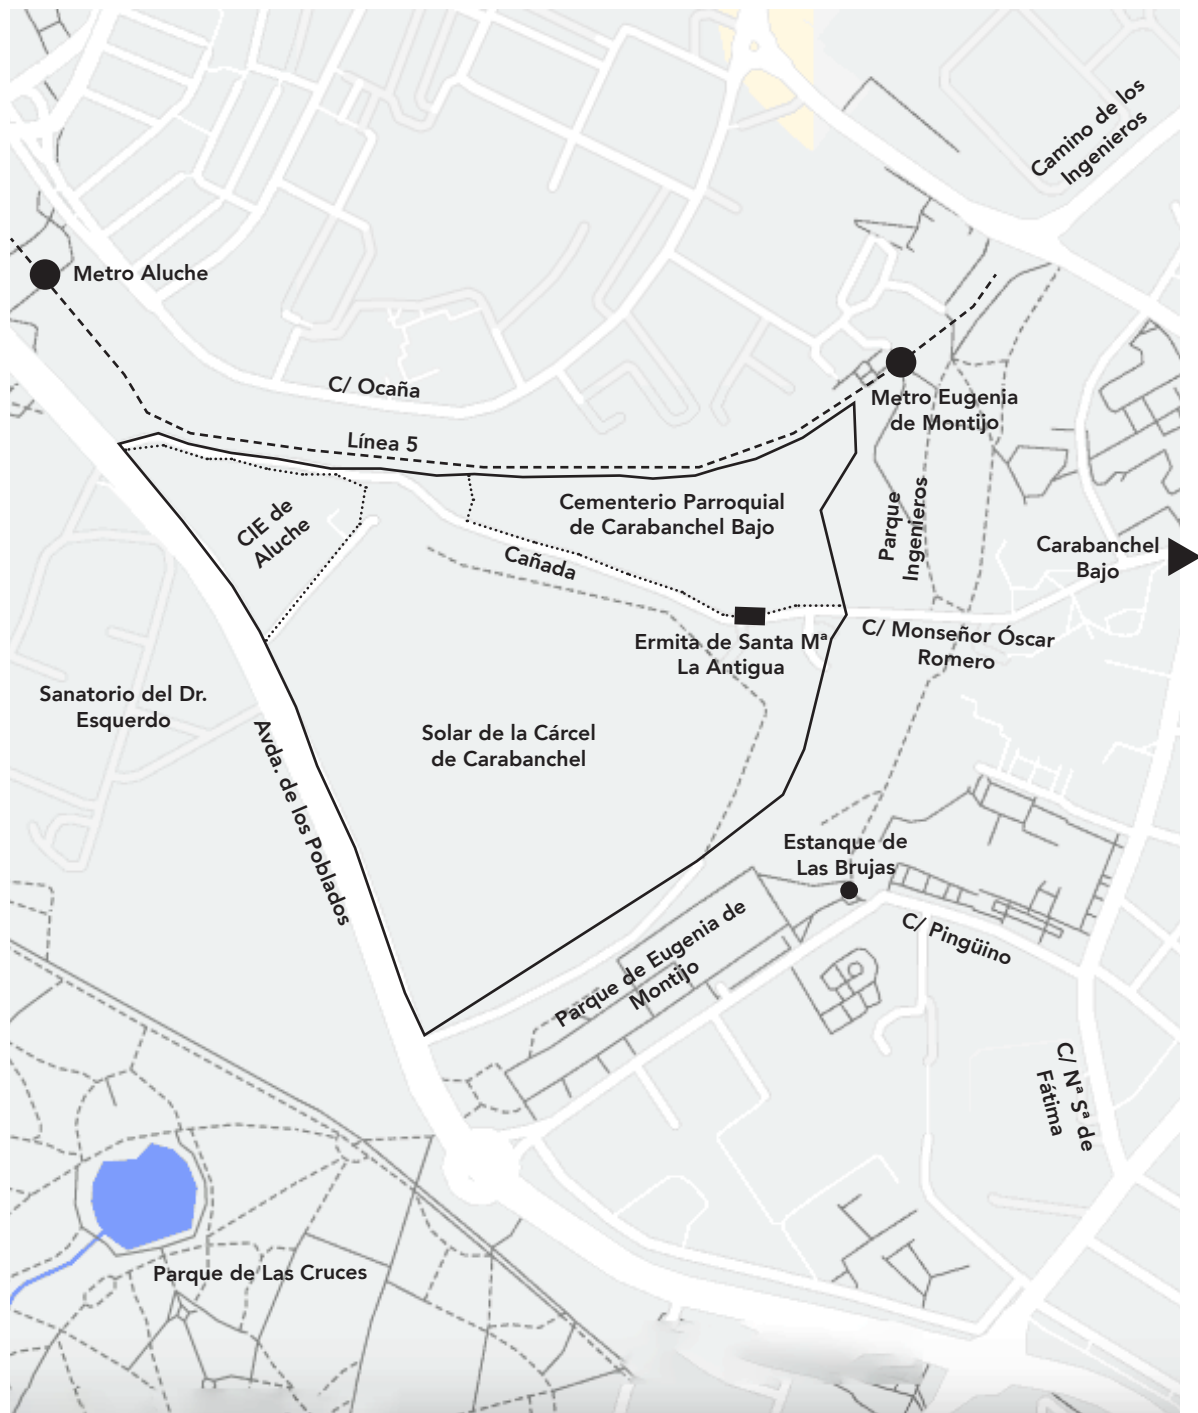 Camino de los
Ingenieros
Metro Aluche
C/ Ocaña
Metro Eugenia
de Montijo
Línea 5
CIE de
Aluche
Cementerio Parroquial
de Carabanchel Bajo
Parque
Ingenieros
Cañada
Carabanchel
Bajo
Ermita de Santa Mª
La Antigua
C/ Monseñor Óscar
Romero
Sanatorio del Dr.
Esquerdo
Solar de la Cárcel
de Carabanchel
Avda. de los Poblados
Estanque de
Las Brujas
C/ Pingüino
Parque de Eugenia de
Montijo
C/ Nª Sª de
Fátima
Parque de Las Cruces